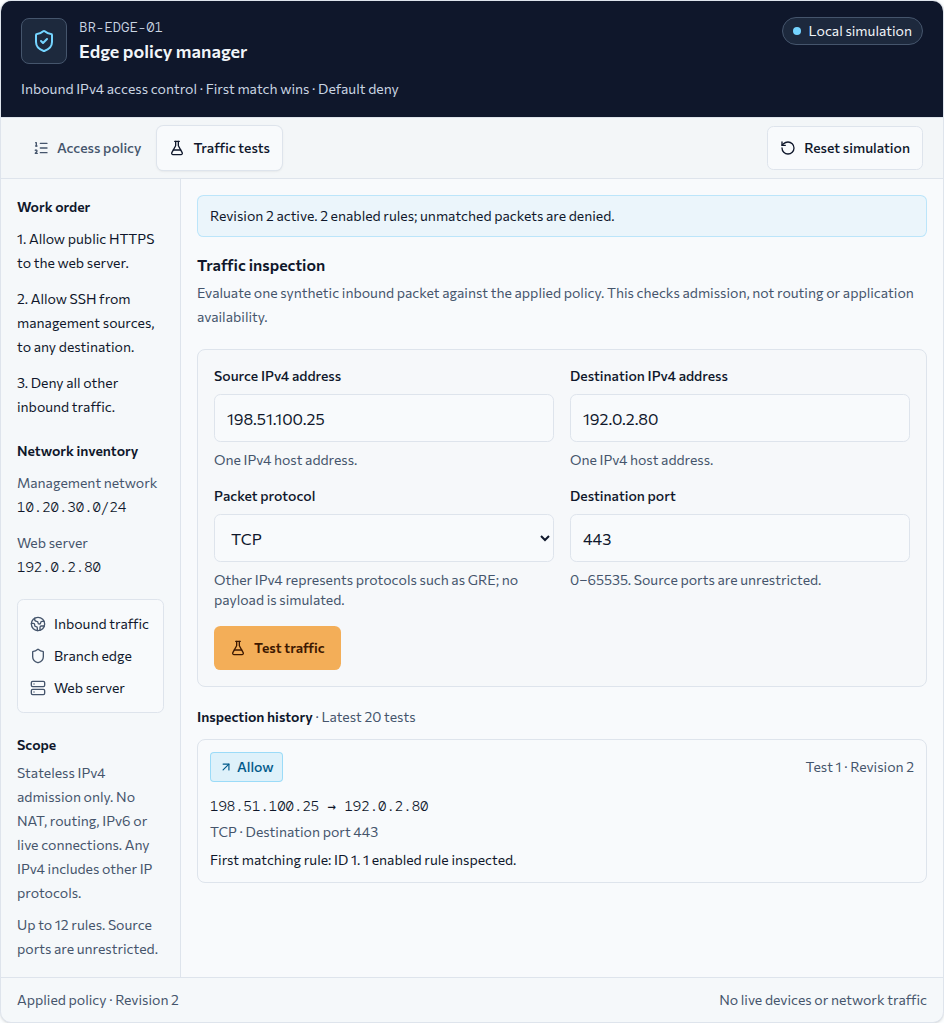 BR-EDGE-01
Edge policy manager
Local simulation
Inbound IPv4 access control · First match wins · Default deny
Access policy
Traffic tests
Reset simulation
Work order
1. Allow public HTTPS
to the web server.
2. Allow SSH from
management sources,
to any destination.
3. Deny all other
inbound traffic.
Network inventory
Management network
10.20.30.0/24
Web server
192.0.2.80
Inbound traffic
Branch edge
Web server
Scope
Stateless IPv4
admission only. No
NAT, routing, IPv6 or
live connections. Any
IPv4 includes other IP
protocols.
Up to 12 rules. Source
ports are unrestricted.
Revision 2 active. 2 enabled rules; unmatched packets are denied.
Traffic inspection
Evaluate one synthetic inbound packet against the applied policy. This checks admission, not routing or application
availability.
Source IPv4 address
198.51.100.25
One IPv4 host address.
Destination IPv4 address
192.0.2.80
One IPv4 host address.
Packet protocol
TCP
Other IPv4 represents protocols such as GRE; no
payload is simulated.
Destination port
443
0–65535. Source ports are unrestricted.
Test traffic
Inspection history · Latest 20 tests
Allow
Test 1 · Revision 2
198.51.100.25 → 192.0.2.80
TCP · Destination port 443
First matching rule: ID 1. 1 enabled rule inspected.
Applied policy · Revision 2
No live devices or network traffic